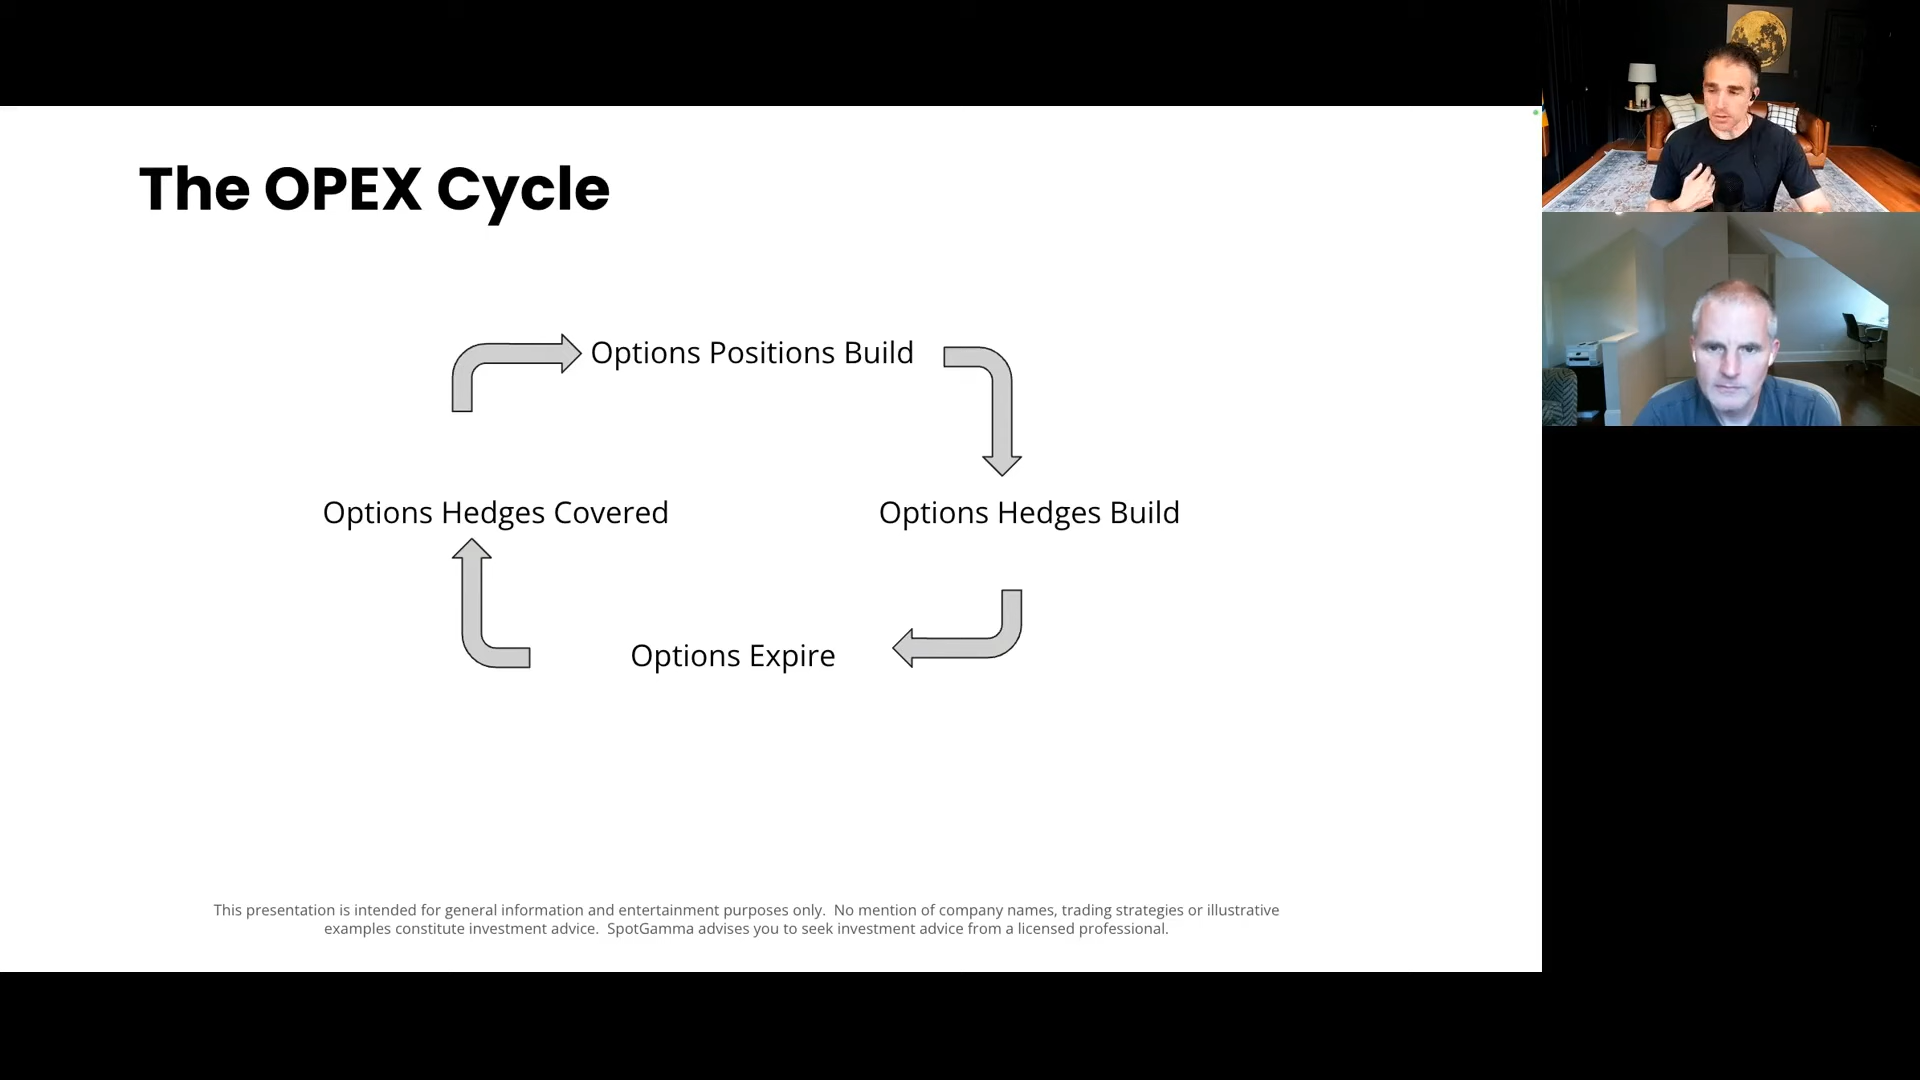 The OPEX Cycle
Options Positions Build
Options Hedges Covered
Options Hedges Build
Options Expire
This presentation is intended for general information and entertainment purposes only.  No mention of company names, trading strategies or illustrative
examples constitute investment advice.  SpotGamma advises you to seek investment advice from a licensed professional.